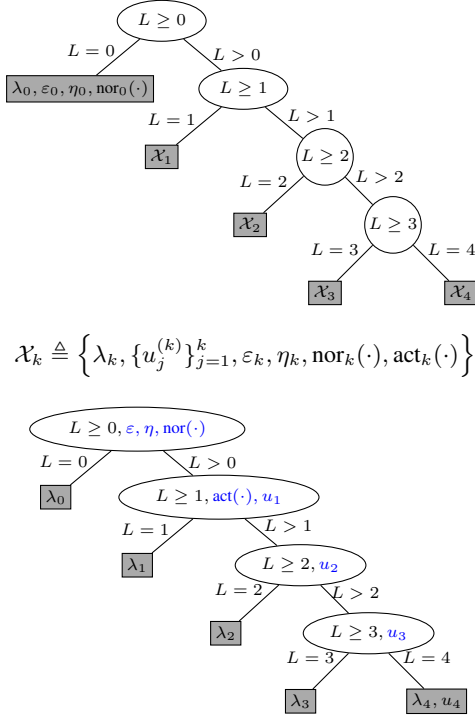 L ≥ 0
L = 0 L > 0
λ₀, ε₀, η₀, nor₀(·) L ≥ 1
L = 1 L > 1
𝒳₁ L ≥ 2
L = 2 L > 2
𝒳₂ L ≥ 3
L = 3 L = 4
𝒳₃ 𝒳₄
𝒳ₖ ≜ {λₖ, {uⱼ⁽ᵏ⁾}ⱼ₌₁ᵏ, εₖ, ηₖ, norₖ(·), actₖ(·)}
L ≥ 0, ε, η, nor(·)
L = 0 L > 0
λ₀ L ≥ 1, act(·), u₁
L = 1 L > 1
λ₁ L ≥ 2, u₂
L = 2 L > 2
λ₂ L ≥ 3, u₃
L = 3 L = 4
λ₃ λ₄, u₄